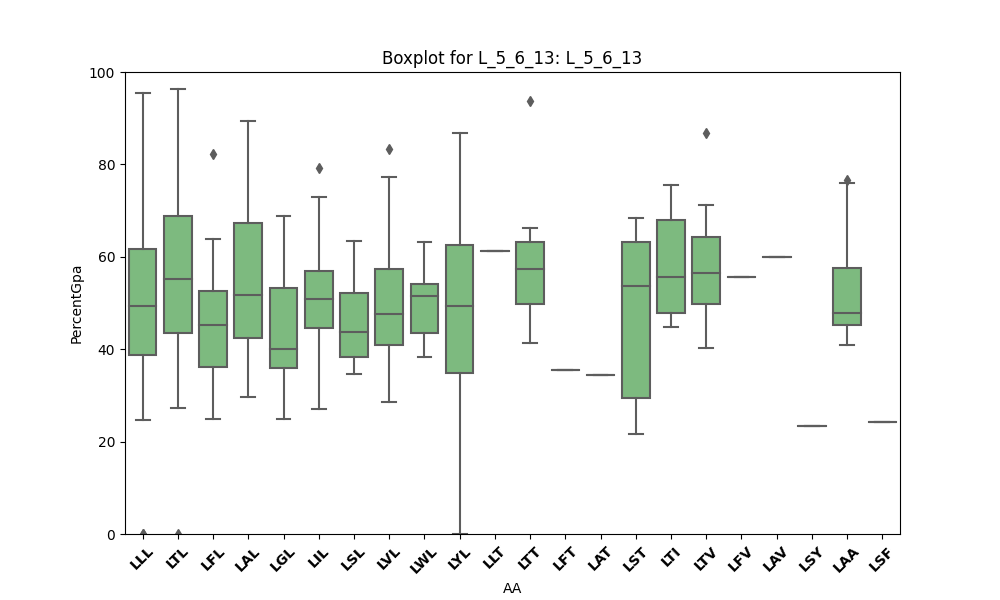 Boxplot for L_5_6_13: L_5_6_13
100
80
60
40
20
0
PercentGpa
LLL LTL LFL LAL LGL LIL LSL LVL LWL LYL LLT LTT LFT LAT LST LTI LTV LFV LAV LSY LAA LSF
AA